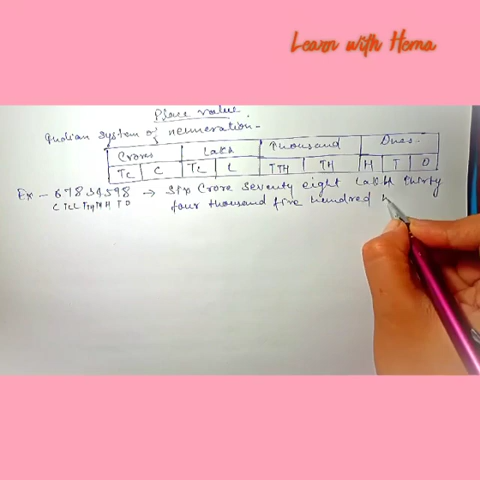 Learn with Hema
Place value
Indian system of numeration-
Crores Lakh Thousand Ones
TC C TL L TTH TH H T O
Ex - 67834598 → Six Crore seventy eight Lakh thirty
C TL L TTH TH H T O
four thousand five hundred